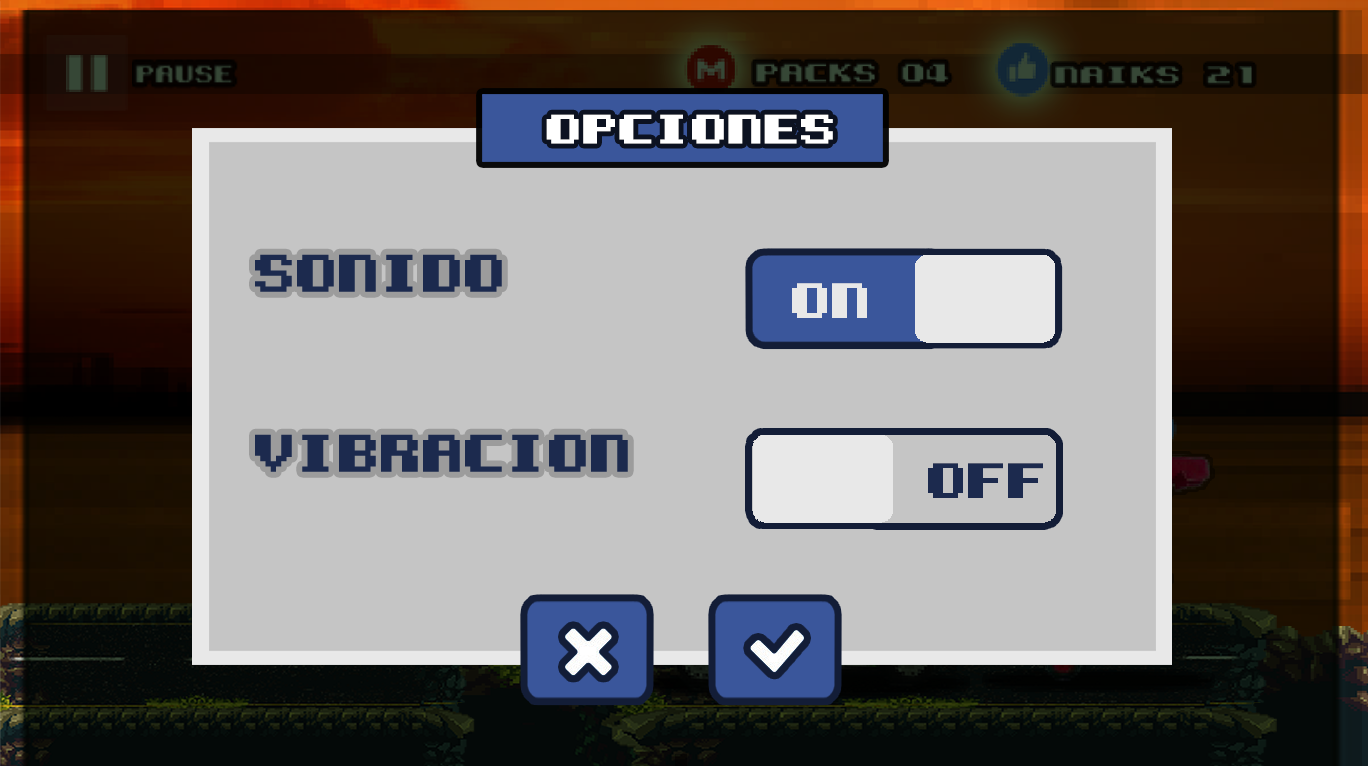 PAUSE
M PACKS 04
NAIKS 21
OPCIONES
SONIDO
ON
VIBRACION
OFF